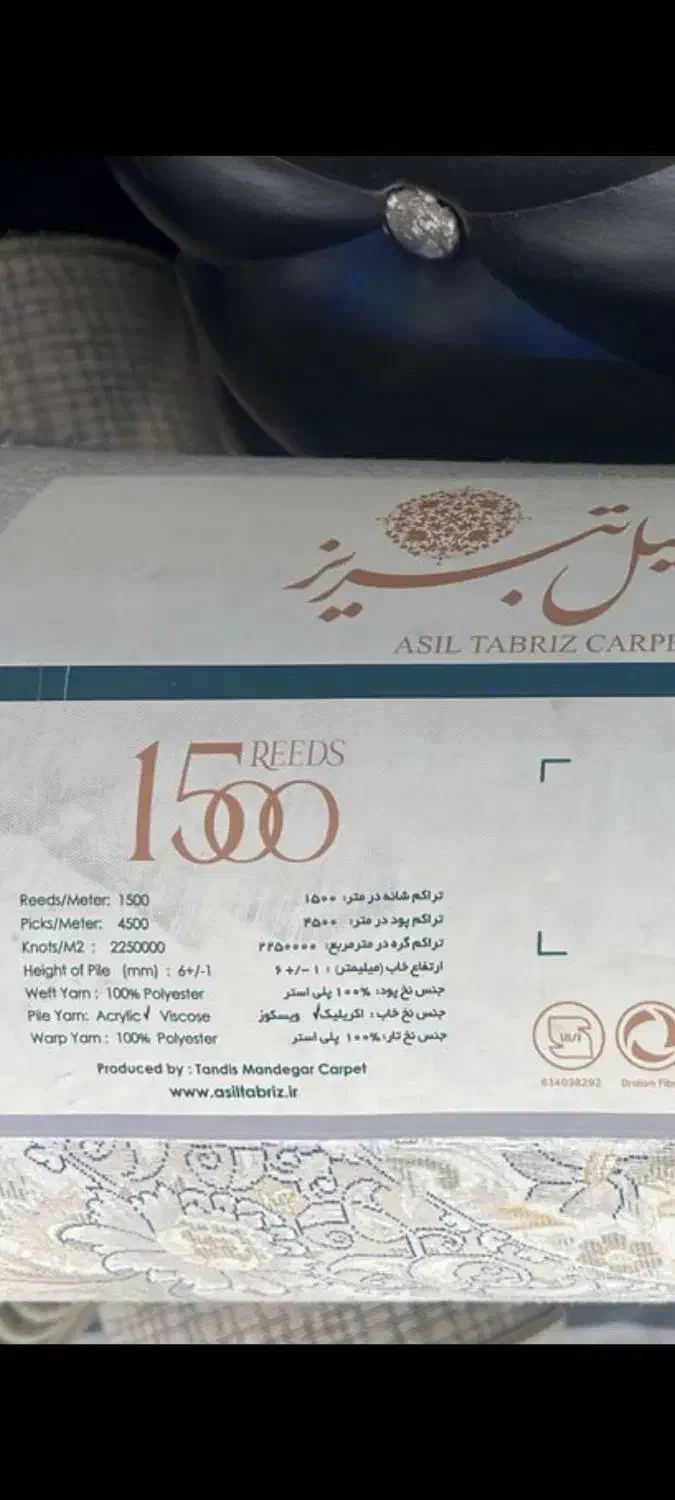 یل تبریز
ASIL TABRIZ CARPE
1500 REEDS
Reeds/Meter: 1500
تراکم شانه در متر: ۱۵۰۰
Picks/Meter: 4500
تراکم پود در متر: ۴۵۰۰
Knots/M2 : 2250000
تراکم گره در مترمربع: ۲۲۵۰۰۰۰
Height of Pile (mm) : 6+/-1
ارتفاع خاب (میلیمتر) : ۱-/+۶
Weft Yarn : 100% Polyester
جنس نخ پود: ۱۰۰% پلی استر
Pile Yarn: Acrylic√ Viscose
جنس نخ خاب: اکریلیک√ ویسکوز
Warp Yarn : 100% Polyester
جنس نخ تار: ۱۰۰% پلی استر
Produced by : Tandis Mandegar Carpet
www.asiltabriz.ir
634038292
Dralon Fibr